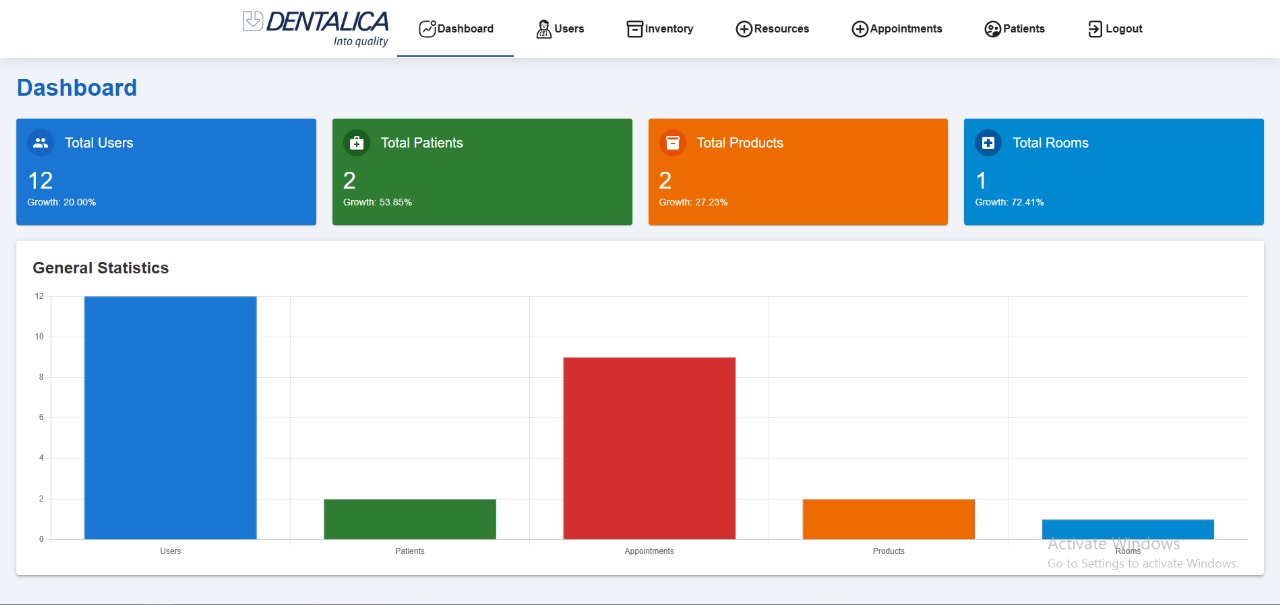 DENTALICA
Into quality
Dashboard Users Inventory Resources Appointments Patients Logout
Dashboard
Total Users
12
Growth: 20.00%
Total Patients
2
Growth: 53.85%
Total Products
2
Growth: 27.23%
Total Rooms
1
Growth: 72.41%
General Statistics
12
10
8
6
4
2
0
Users Patients Appointments Products Rooms
Activate Windows
Go to Settings to activate Windows.